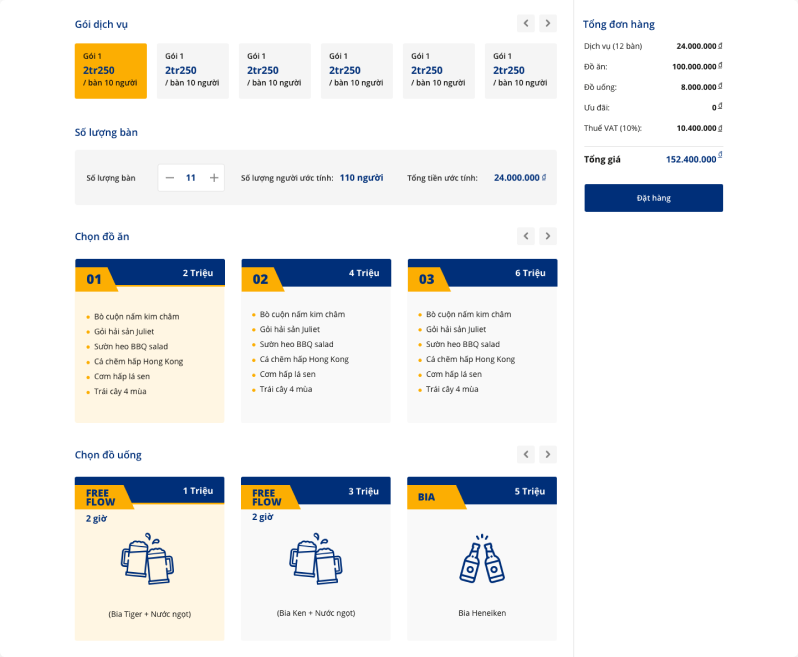 Gói dịch vụ
Gói 1
2tr250
/ bàn 10 người
Gói 1
2tr250
/ bàn 10 người
Gói 1
2tr250
/ bàn 10 người
Gói 1
2tr250
/ bàn 10 người
Gói 1
2tr250
/ bàn 10 người
Gói 1
2tr250
/ bàn 10 người
Số lượng bàn
Số lượng bàn — 11 + Số lượng người ước tính: 110 người Tổng tiền ước tính: 24.000.000 đ
Chọn đồ ăn
01 2 Triệu
Bò cuộn nấm kim châm
Gỏi hải sản Juliet
Sườn heo BBQ salad
Cá chẽm hấp Hong Kong
Cơm hấp lá sen
Trái cây 4 mùa
02 4 Triệu
Bò cuộn nấm kim châm
Gỏi hải sản Juliet
Sườn heo BBQ salad
Cá chẽm hấp Hong Kong
Cơm hấp lá sen
Trái cây 4 mùa
03 6 Triệu
Bò cuộn nấm kim châm
Gỏi hải sản Juliet
Sườn heo BBQ salad
Cá chẽm hấp Hong Kong
Cơm hấp lá sen
Trái cây 4 mùa
Chọn đồ uống
FREE
FLOW
1 Triệu
2 giờ
(Bia Tiger + Nước ngọt)
FREE
FLOW
3 Triệu
2 giờ
(Bia Ken + Nước ngọt)
BIA 5 Triệu
Bia Heneiken
Tổng đơn hàng
Dịch vụ (12 bàn) 24.000.000 đ
Đồ ăn: 100.000.000 đ
Đồ uống: 8.000.000 đ
Ưu đãi: 0 đ
Thuế VAT (10%): 10.400.000 đ
Tổng giá 152.400.000 đ
Đặt hàng